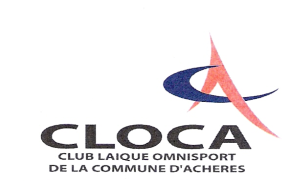 CLOCA
CLUB LAIQUE OMNISPORT
DE LA COMMUNE D'ACHERES